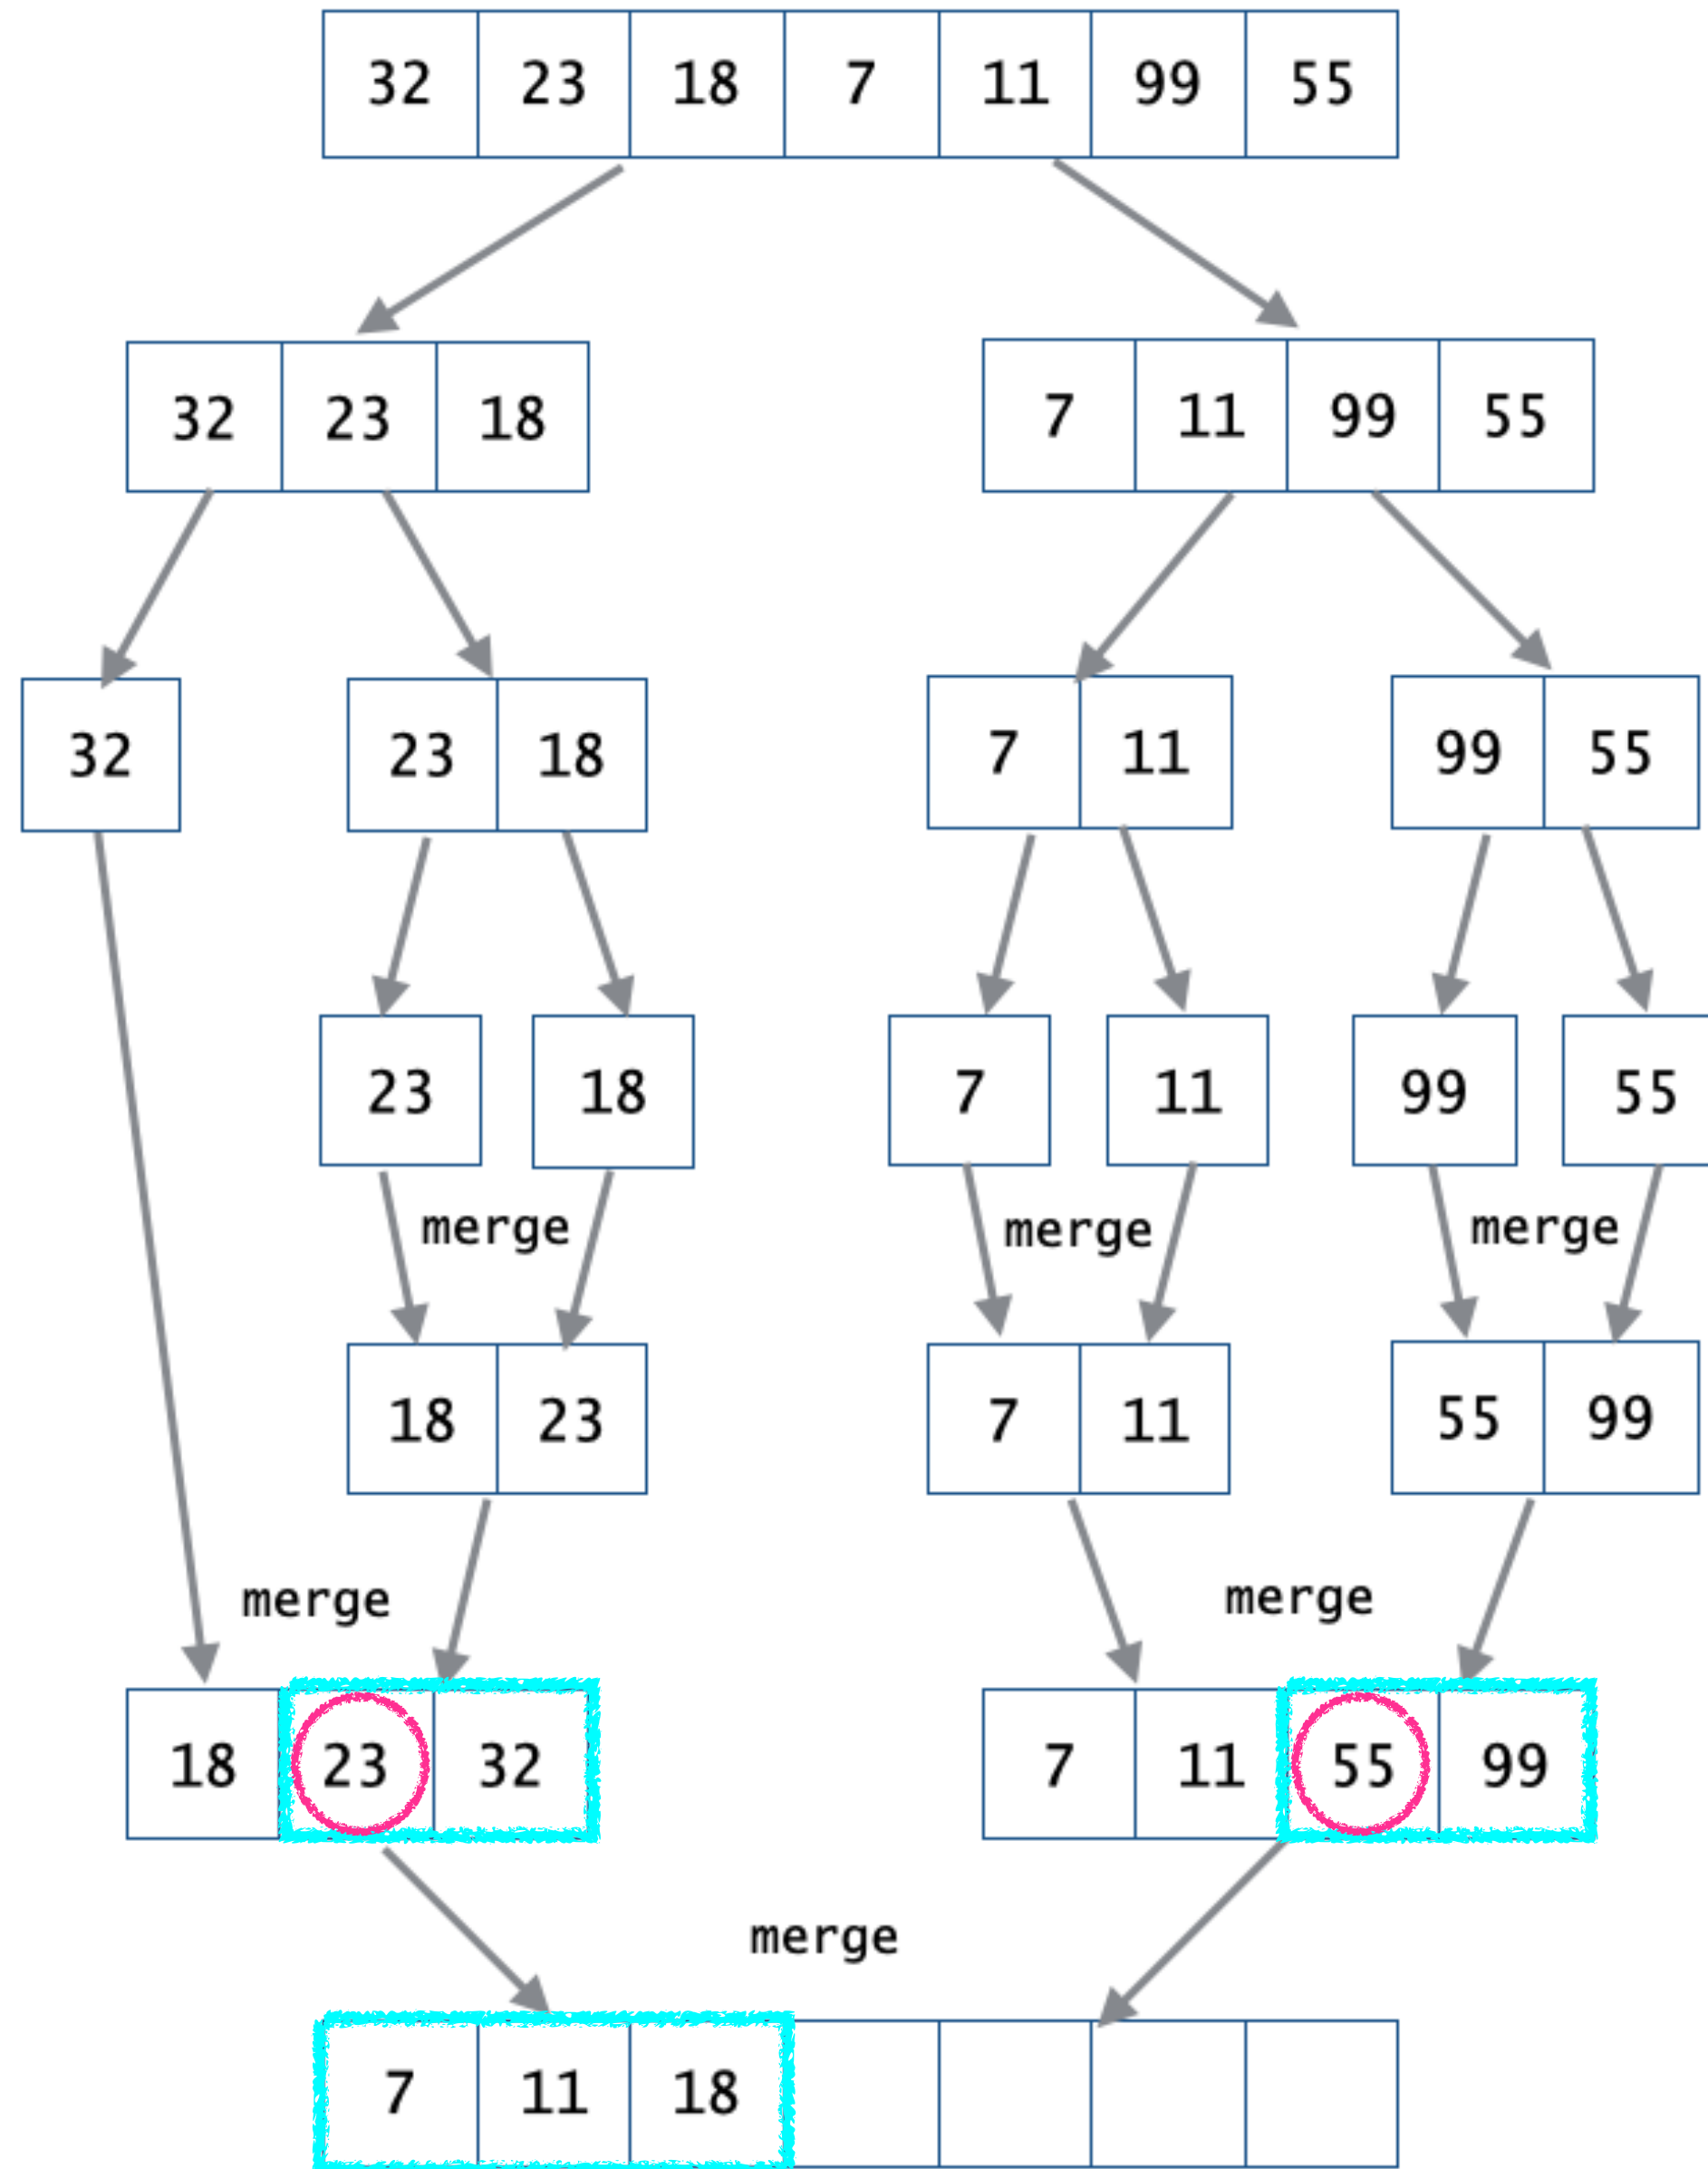 32 23 18 7 11 99 55
32 23 18 7 11 99 55
32 23 18 7 11 99 55
23 18 7 11 99 55
merge merge merge
18 23 7 11 55 99
merge merge
18 23 32 7 11 55 99
merge
7 11 18